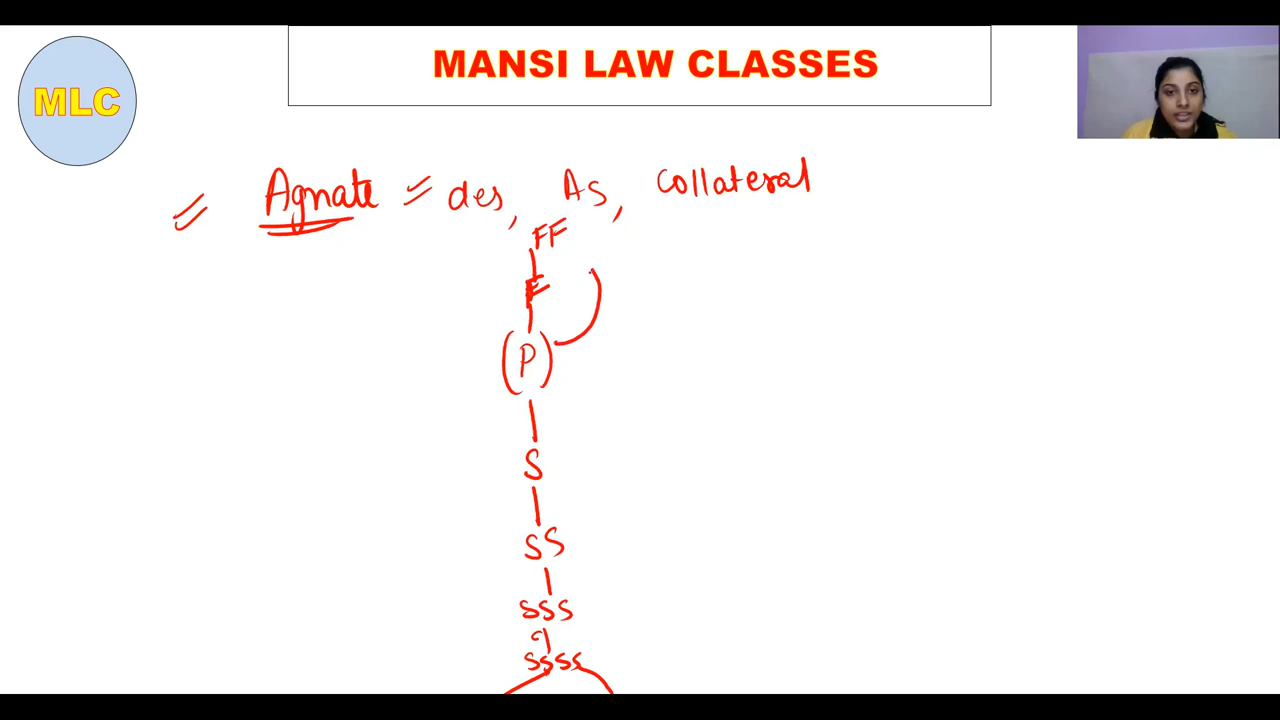 MANSI LAW CLASSES
MLC
= Agnate = des, As, Collateral
FF
F
(P)
S
SS
SSS
SSSS